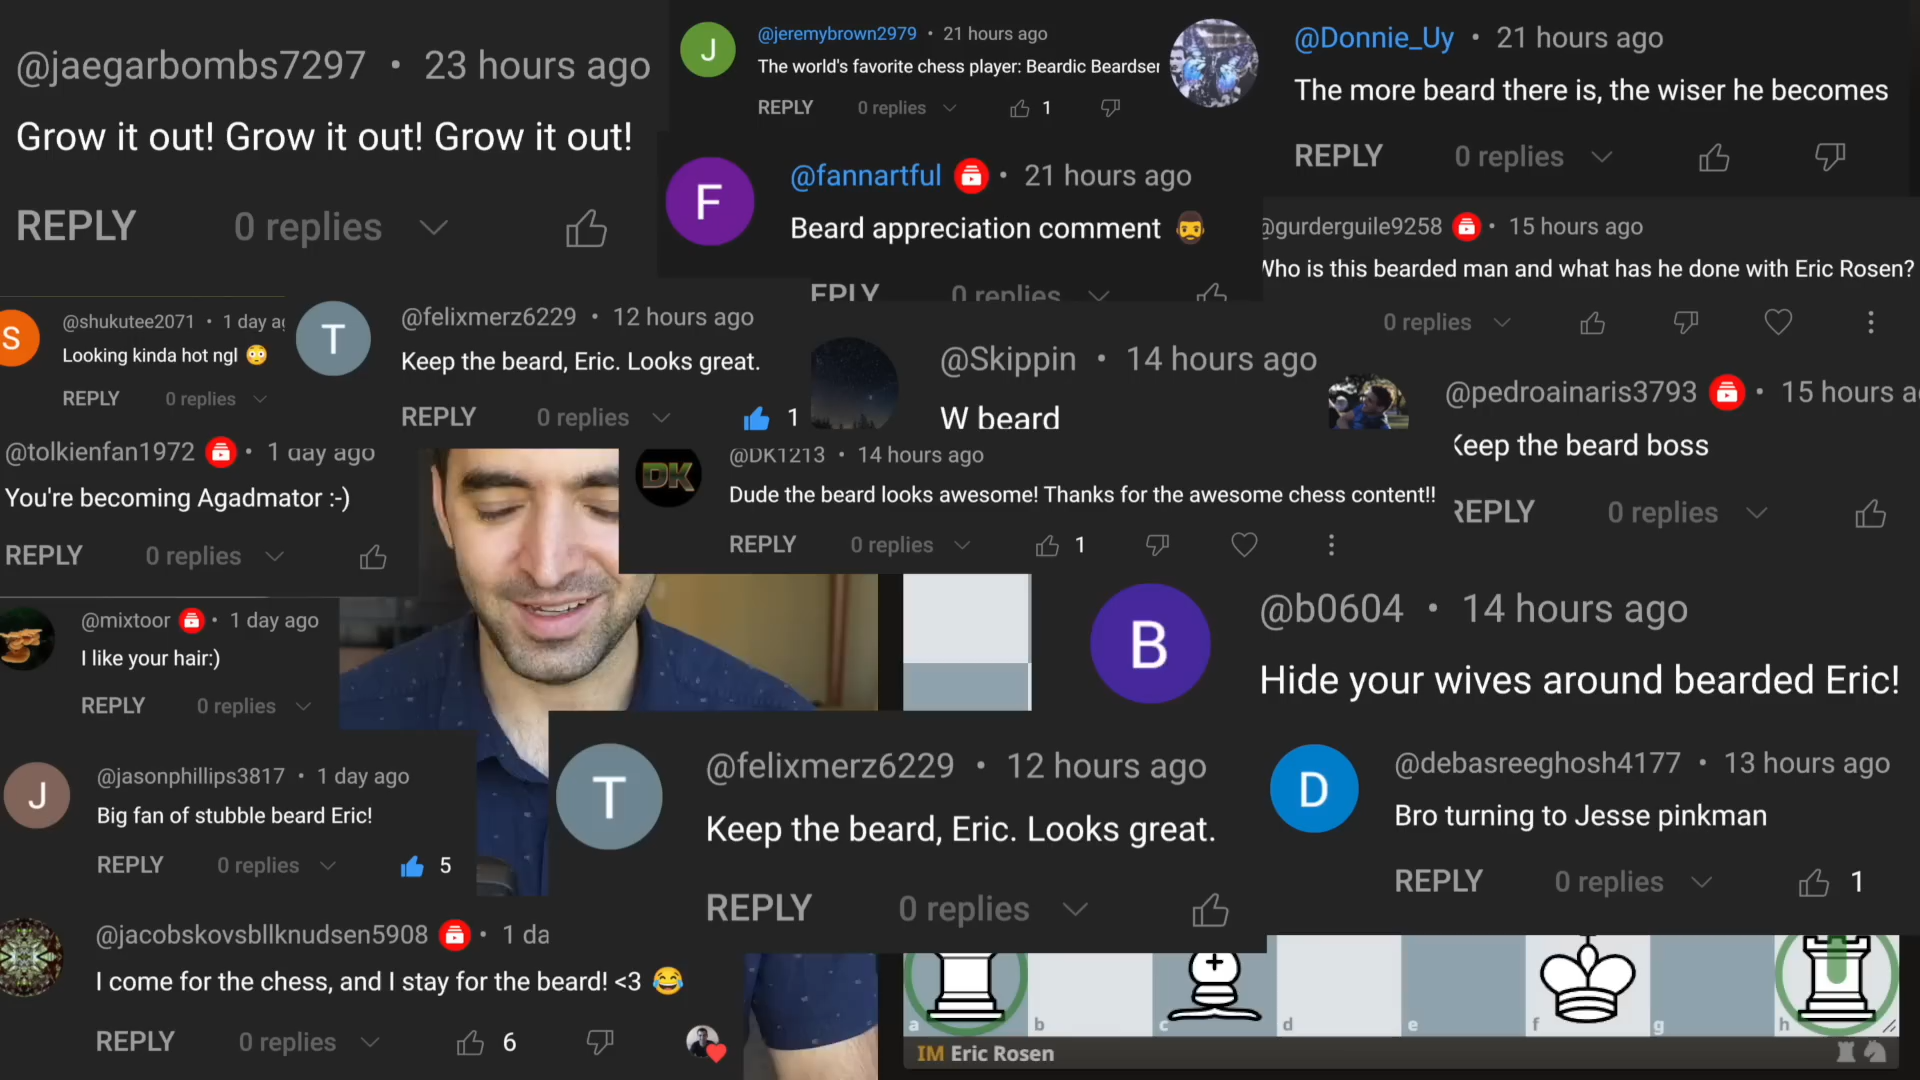 @jaegarbombs7297 • 23 hours ago
Grow it out! Grow it out! Grow it out!
REPLY 0 replies
J
@jeremybrown2979 • 21 hours ago
The world's favorite chess player: Beardic
REPLY 0 replies 1
@Donnie_Uy • 21 hours ago
The more beard there is, the wiser he becomes
REPLY 0 replies
F
@fannartful • 21 hours ago
Beard appreciation comment 🧔
0 replies
@gurderguile9258 • 15 hours ago
Who is this bearded man and what has he done with Eric Rosen?
0 replies
S
@shukutee2071 • 1 day
Looking kinda hot ngl 😳
REPLY 0 replies
T
@felixmerz6229 • 12 hours ago
Keep the beard, Eric. Looks great.
REPLY 0 replies 1
@Skippin • 14 hours ago
W beard
@pedroainaris3793 • 15 hours
Keep the beard boss
REPLY 0 replies
@tolkienfan1972 • 1 day ago
You're becoming Agadmator :-)
REPLY 0 replies
DK
@DK1213 • 14 hours ago
Dude the beard looks awesome! Thanks for the awesome chess content!!
REPLY 0 replies 1
@mixtoor • 1 day ago
I like your hair:)
REPLY 0 replies
B
@b0604 • 14 hours ago
Hide your wives around bearded Eric!
J
@jasonphillips3817 • 1 day ago
Big fan of stubble beard Eric!
REPLY 0 replies 5
T
@felixmerz6229 • 12 hours ago
Keep the beard, Eric. Looks great.
REPLY 0 replies
D
@debasreeghosh4177 • 13 hours ago
Bro turning to Jesse pinkman
REPLY 0 replies 1
@jacobskovsbllknudsen5908 • 1 da
I come for the chess, and I stay for the beard! <3 😂
REPLY 0 replies 6
a b c d e f g h
IM Eric Rosen